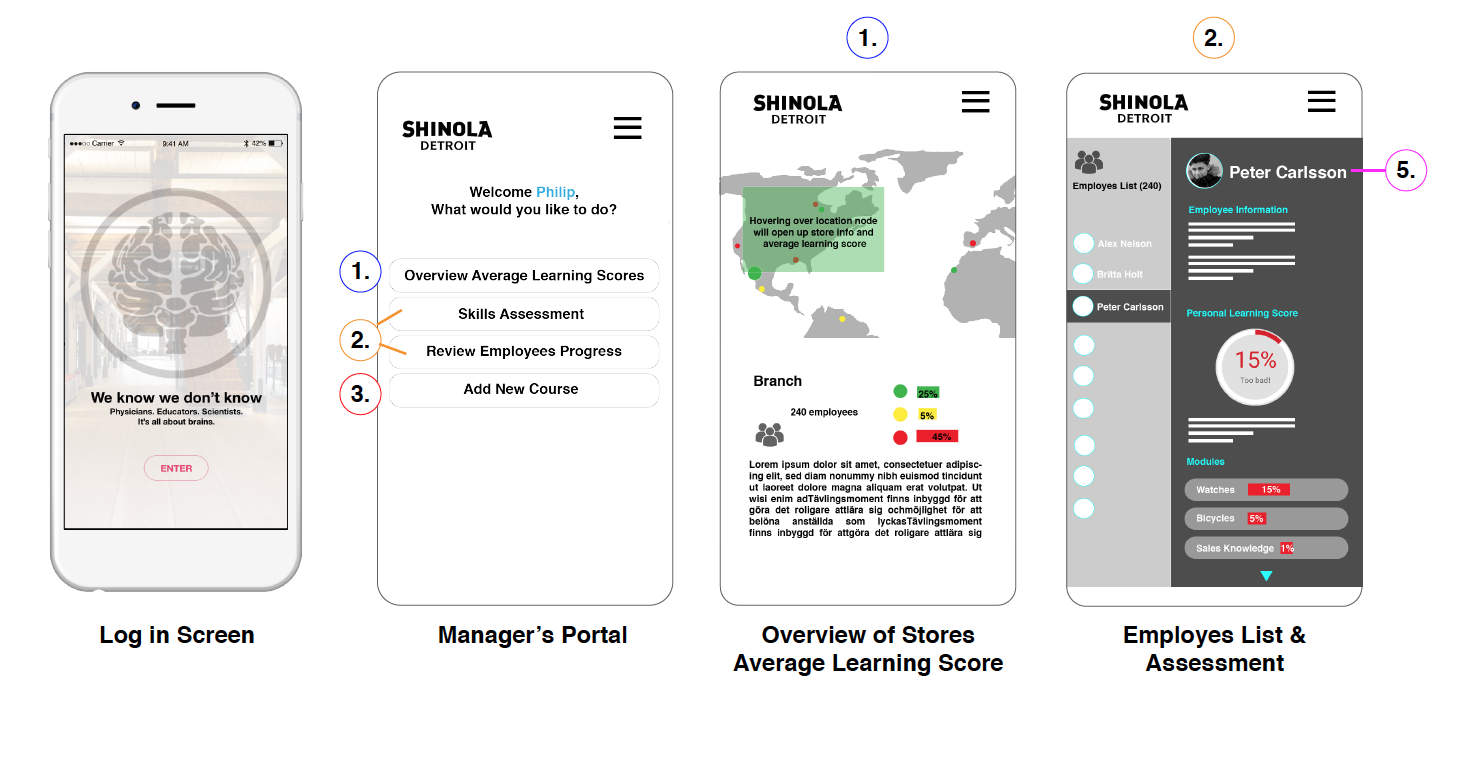 1.
2.
●●●○○ Carrier
9:41 AM
42%
We know we don’t know
Physicians. Educators. Scientists.
It's all about brains.
ENTER
Log in Screen
SHINOLA
DETROIT
Welcome Philip,
What would you like to do?
1.
Overview Average Learning Scores
Skills Assessment
2.
Review Employees Progress
3.
Add New Course
Manager’s Portal
SHINOLA
DETROIT
Hovering over location node
will open up store info and
average learning score
Branch
240 employees
25%
5%
45%
Lorem ipsum dolor sit amet, consectetuer adipisc-
ing elit, sed diam nonummy nibh euismod tincidunt
ut laoreet dolore magna aliquam erat volutpat. Ut
wisi enim adTävlingsmoment finns inbyggd för att
göra det roligare attlära sig ochmöjlighet för att
belöna anställda som lyckasTävlingsmoment
finns inbyggd för attgöra det roligare attlära sig
Overview of Stores
Average Learning Score
SHINOLA
DETROIT
Employes List (240)
Alex Nelson
Britta Holt
Peter Carlsson
Peter Carlsson
5.
Employee Information
Personal Learning Score
15%
Too bad!
Modules
Watches 15%
Bicycles 5%
Sales Knowledge 1%
Employes List &
Assessment